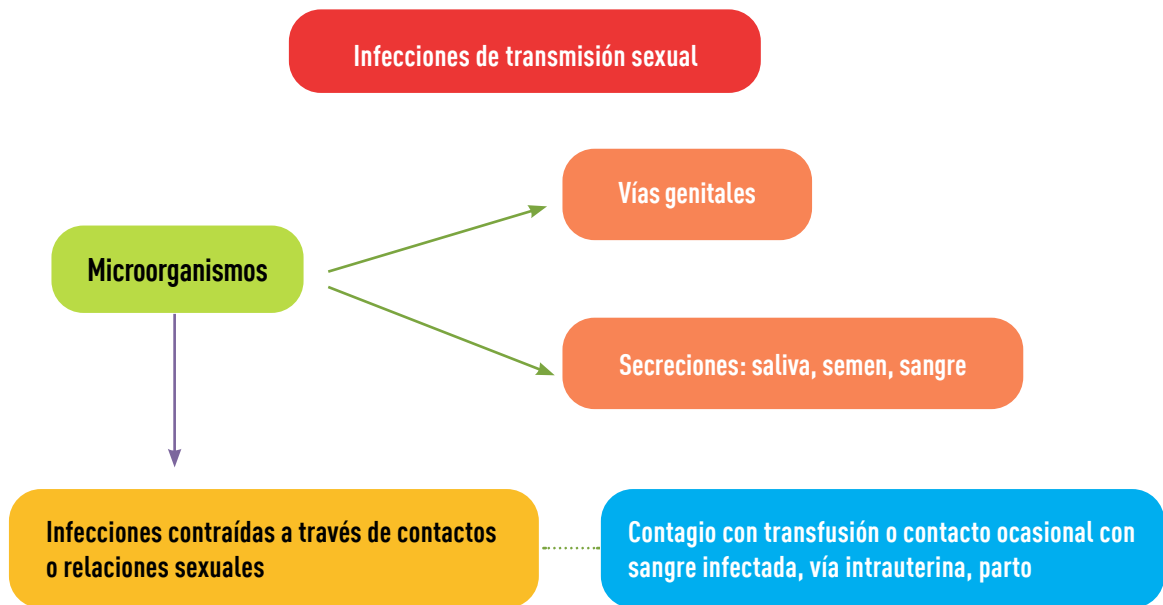 Infecciones de transmisión sexual
Vías genitales
Microorganismos
Secreciones: saliva, semen, sangre
Infecciones contraídas a través de contactos
o relaciones sexuales
Contagio con transfusión o contacto ocasional con
sangre infectada, vía intrauterina, parto